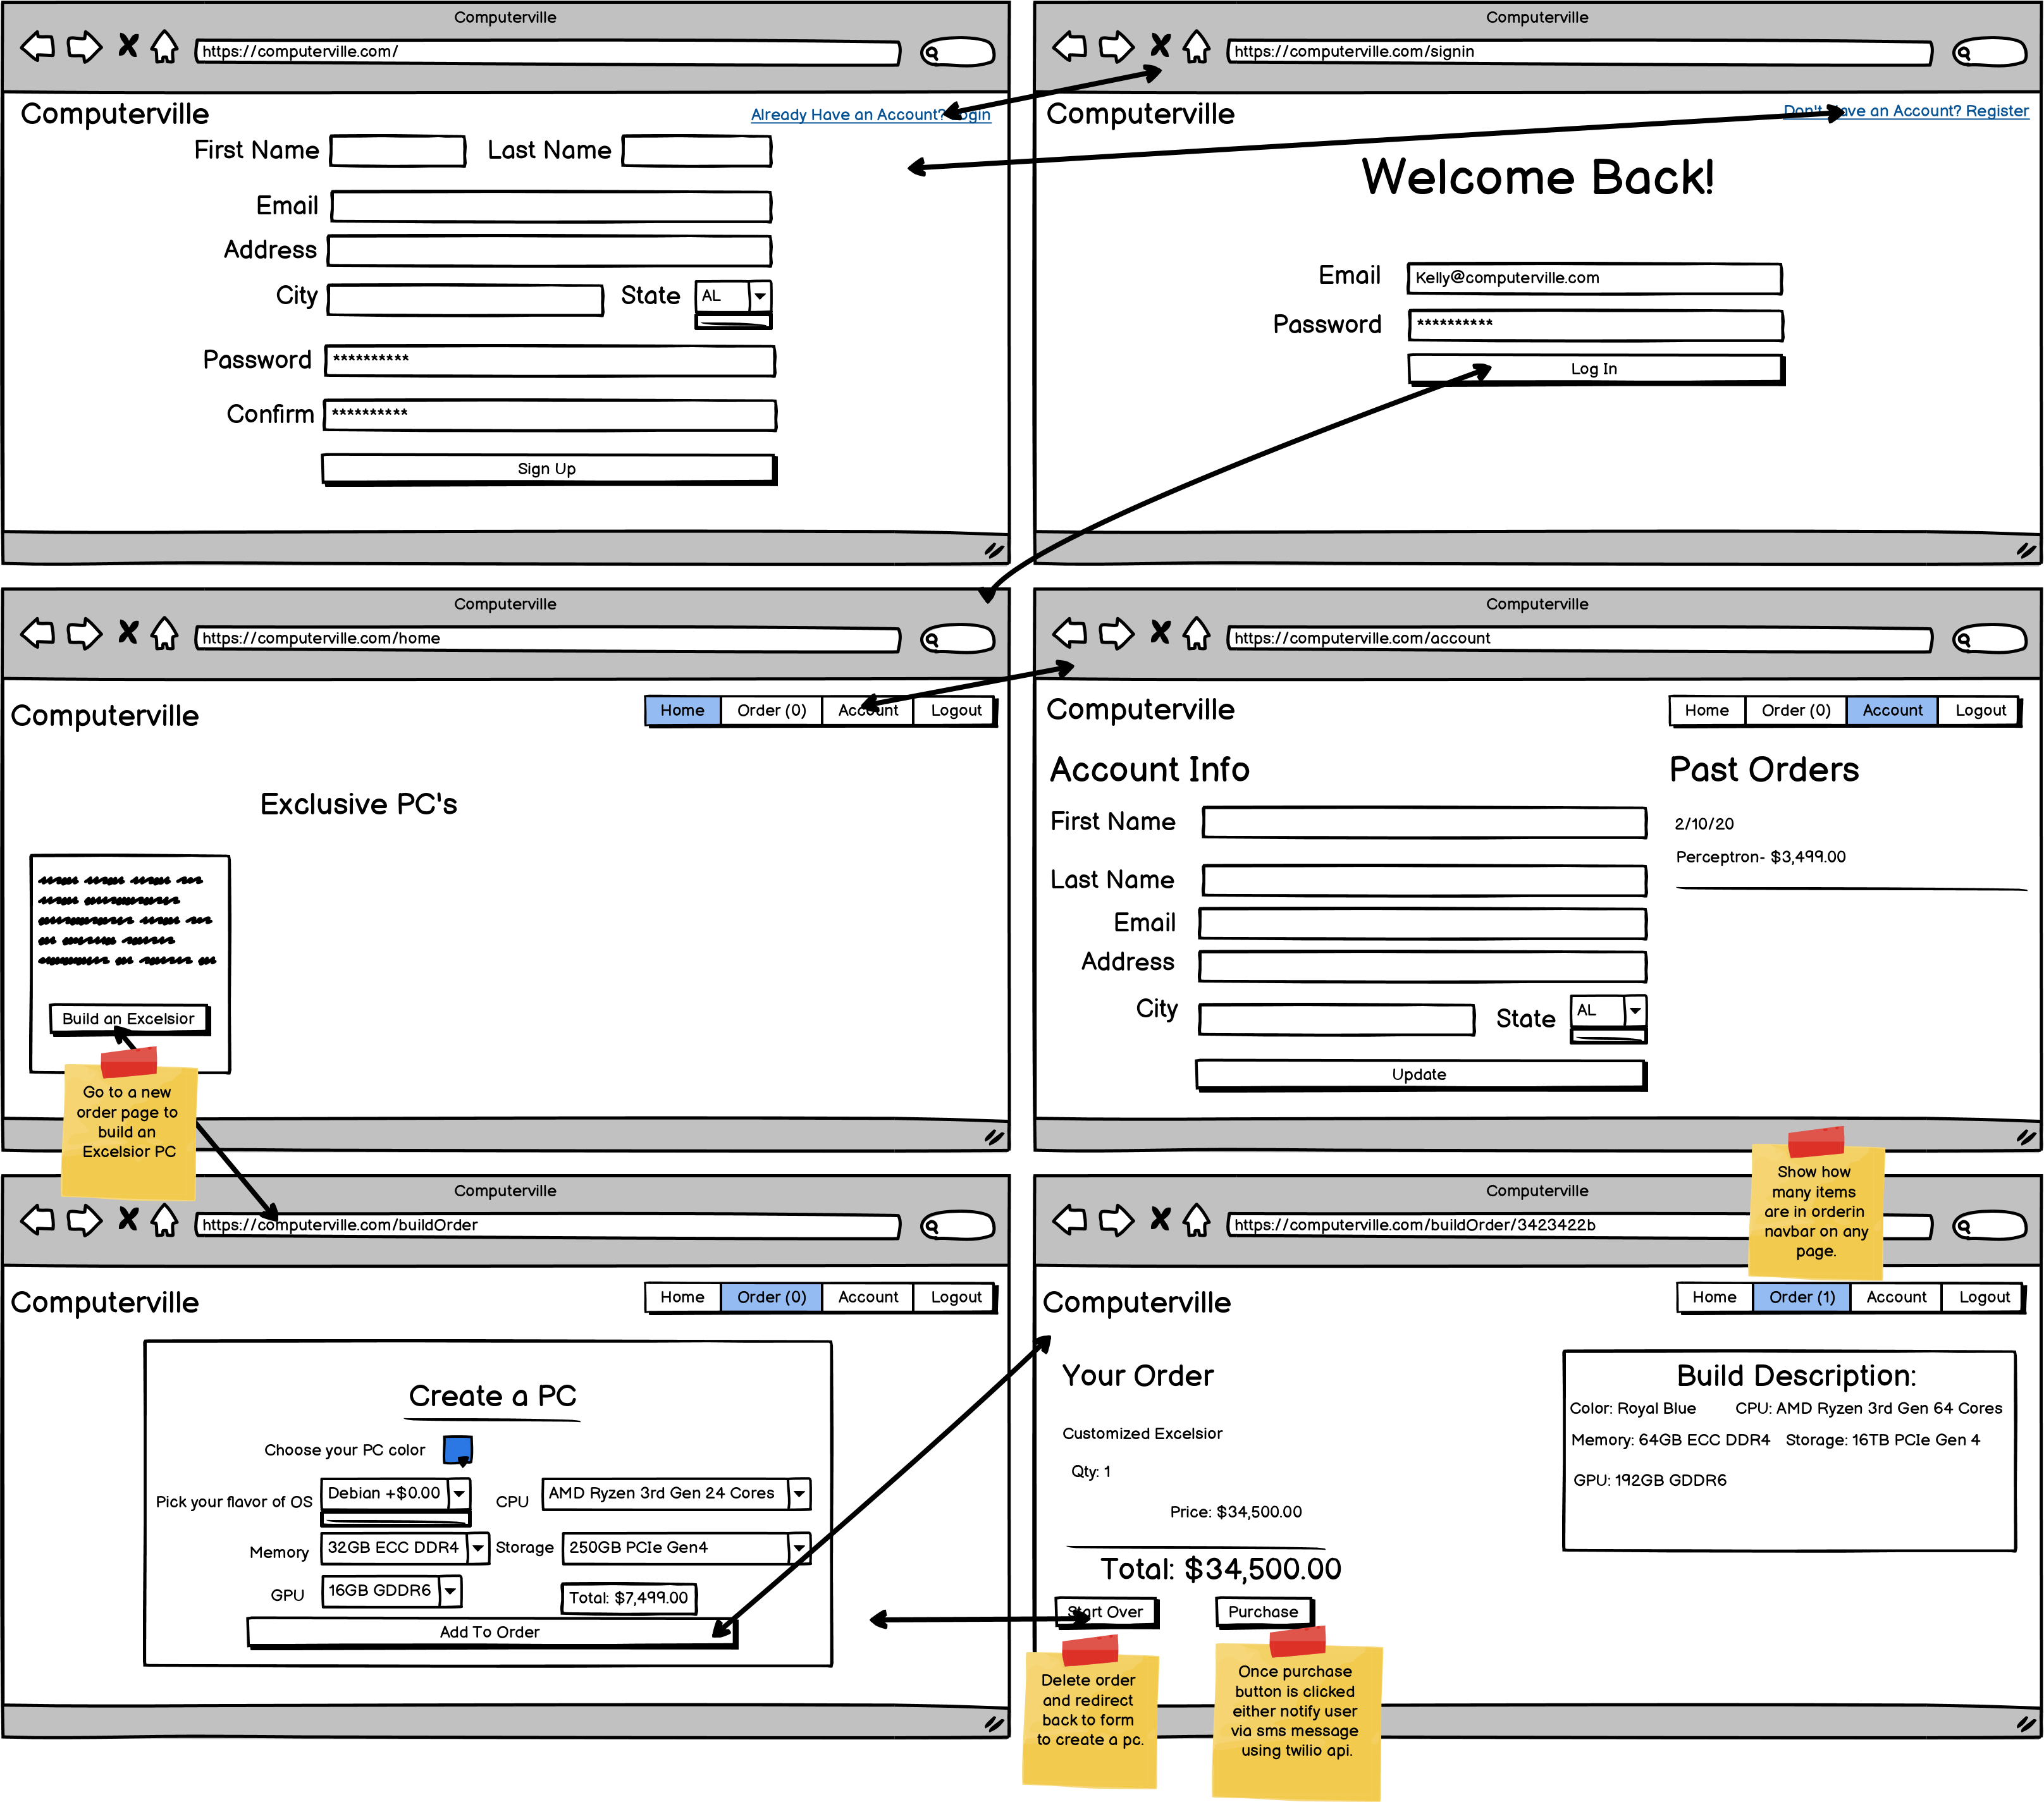 Computerville
https://computerville.com/
Computerville
Already Have an Account? Login
First Name
Last Name
Email
Address
City
State
AL
Password
**********
Confirm
**********
Sign Up
Computerville
https://computerville.com/signin
Computerville
Don't Have an Account? Register
Welcome Back!
Email
Kelly@computerville.com
Password
**********
Log In
Computerville
https://computerville.com/home
Computerville
Home
Order (0)
Account
Logout
Exclusive PC's
Build an Excelsior
Go to a new
order page to
build an
Excelsior PC
Computerville
https://computerville.com/account
Computerville
Home
Order (0)
Account
Logout
Account Info
First Name
Last Name
Email
Address
City
State
AL
Update
Past Orders
2/10/20
Perceptron- $3,499.00
Computerville
https://computerville.com/buildOrder
Computerville
Home
Order (0)
Account
Logout
Create a PC
Choose your PC color
Pick your flavor of OS
Debian +$0.00
CPU
AMD Ryzen 3rd Gen 24 Cores
Memory
32GB ECC DDR4
Storage
250GB PCIe Gen4
GPU
16GB GDDR6
Total: $7,499.00
Add To Order
Computerville
https://computerville.com/buildOrder/3423422b
Show how
many items
are in orderin
navbar on any
page.
Computerville
Home
Order (1)
Account
Logout
Your Order
Customized Excelsior
Qty: 1
Price: $34,500.00
Total: $34,500.00
Start Over
Purchase
Build Description:
Color: Royal Blue
CPU: AMD Ryzen 3rd Gen 64 Cores
Memory: 64GB ECC DDR4
Storage: 16TB PCIe Gen 4
GPU: 192GB GDDR6
Delete order
and redirect
back to form
to create a pc.
Once purchase
button is clicked
either notify user
via sms message
using twilio api.